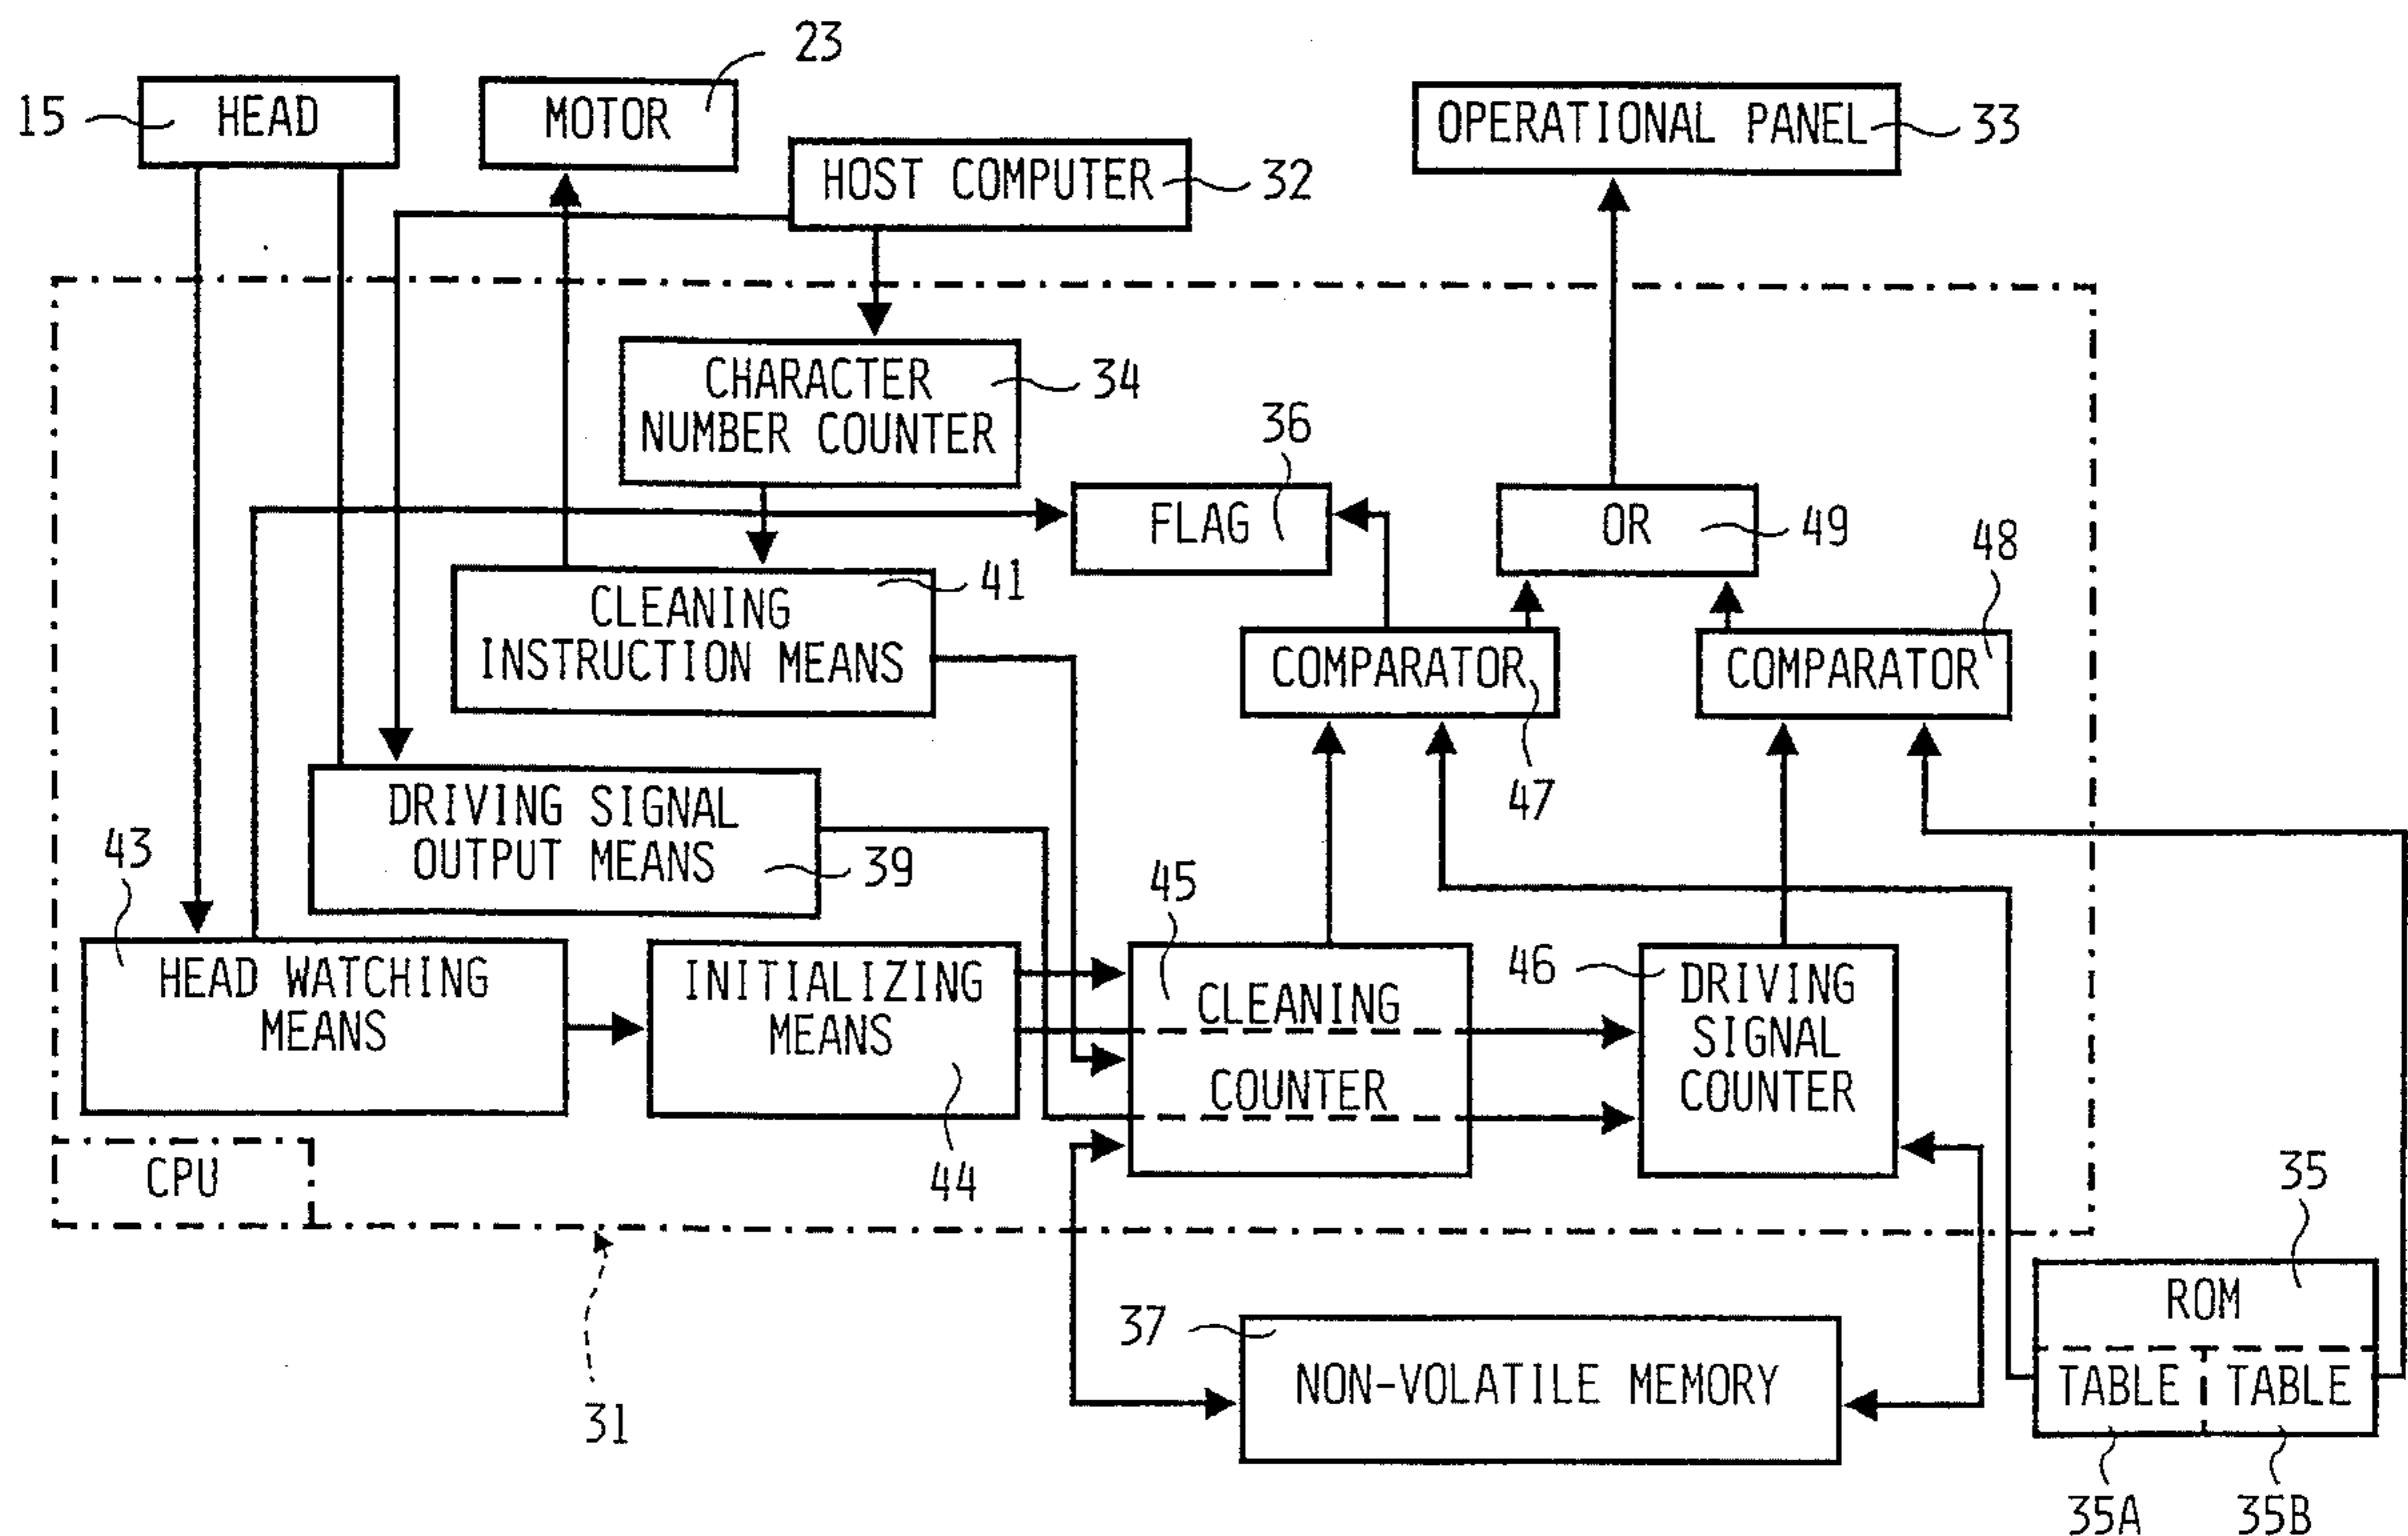 23
15
HEAD
MOTOR
OPERATIONAL PANEL
33
HOST COMPUTER
32
CHARACTER
NUMBER COUNTER
34
36
FLAG
OR
49
48
CLEANING
INSTRUCTION MEANS
41
COMPARATOR
47
COMPARATOR
DRIVING SIGNAL
OUTPUT MEANS
39
43
HEAD WATCHING
MEANS
INITIALIZING
MEANS
44
45
CLEANING
COUNTER
46
DRIVING
SIGNAL
COUNTER
CPU
31
37
NON-VOLATILE MEMORY
35
ROM
TABLE
TABLE
35A
35B